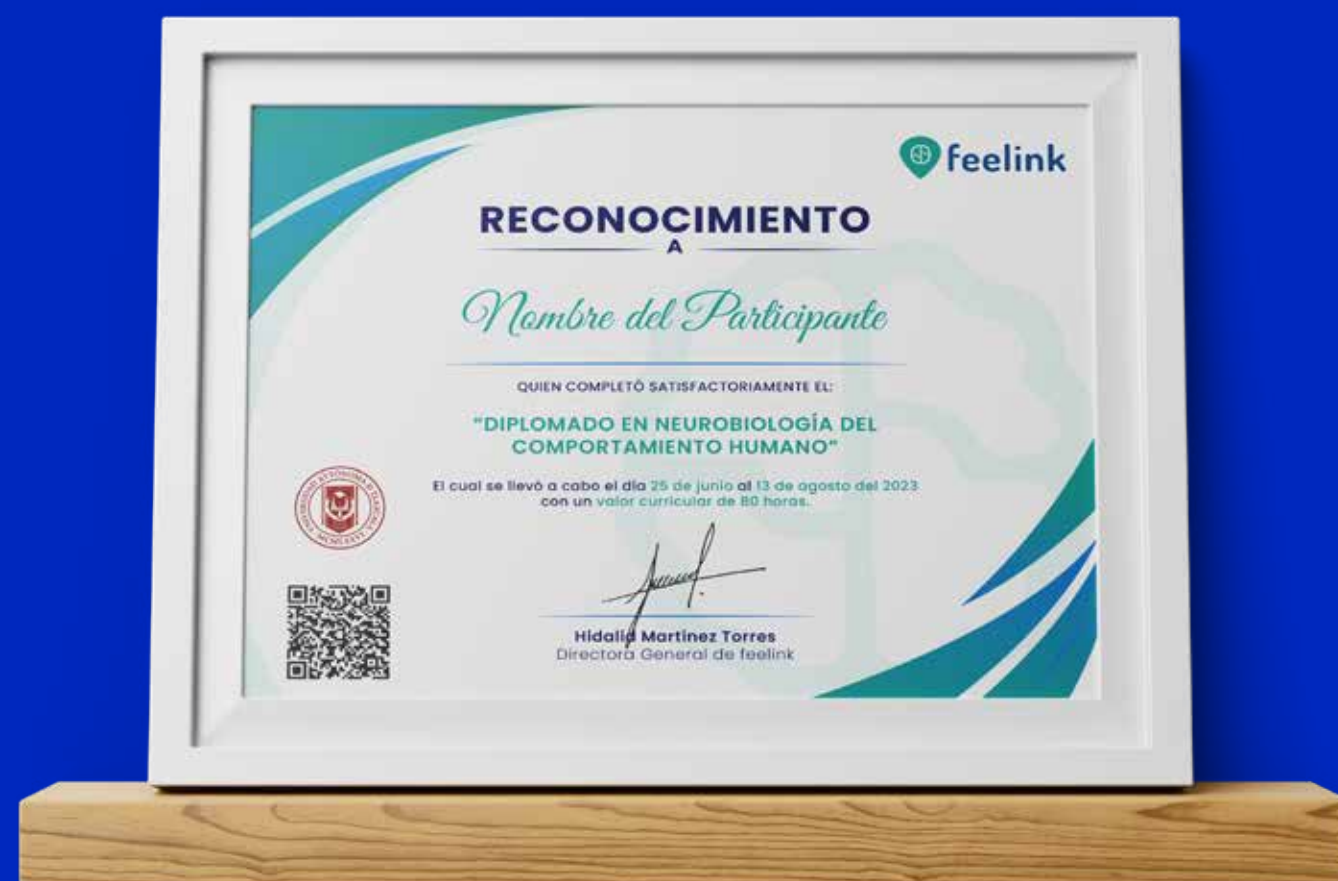 feelink
RECONOCIMIENTO
A
Nombre del Participante
QUIEN COMPLETÓ SATISFACTORIAMENTE EL:
"DIPLOMADO EN NEUROBIOLOGÍA DEL
COMPORTAMIENTO HUMANO"
El cual se llevó a cabo el día 25 de junio al 13 de agosto del 2023
con un valor curricular de 80 horas.
Hidalid Martínez Torres
Directora General de feelink